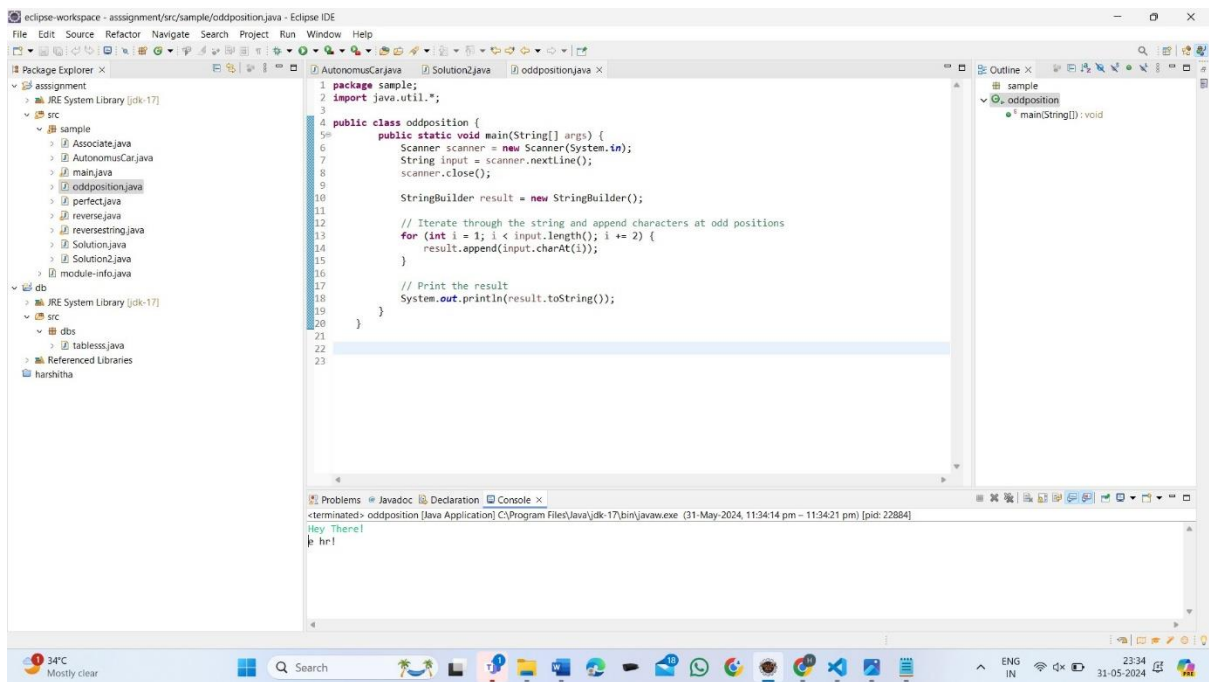 eclipse-workspace - asssignment/src/sample/oddposition.java - Eclipse IDE
File Edit Source Refactor Navigate Search Project Run Window Help
Package Explorer
asssignment
JRE System Library [jdk-17]
src
sample
Associate.java
AutonomusCar.java
main.java
oddposition.java
perfect.java
reverse.java
reversestring.java
Solution.java
Solution2.java
module-info.java
db
JRE System Library [jdk-17]
src
dbs
tablesss.java
Referenced Libraries
harshitha
AutonomusCar.java Solution2.java oddposition.java
1 package sample;
2 import java.util.*;
3
4 public class oddposition {
5 public static void main(String[] args) {
6 Scanner scanner = new Scanner(System.in);
7 String input = scanner.nextLine();
8 scanner.close();
9
10 StringBuilder result = new StringBuilder();
11
12 // Iterate through the string and append characters at odd positions
13 for (int i = 1; i < input.length(); i += 2) {
14 result.append(input.charAt(i));
15 }
16
17 // Print the result
18 System.out.println(result.toString());
19 }
20 }
21
22
23
Outline
sample
oddposition
main(String[]) : void
Problems Javadoc Declaration Console
<terminated> oddposition [Java Application] C:\Program Files\Java\jdk-17\bin\javaw.exe (31-May-2024, 11:34:14 pm – 11:34:21 pm) [pid: 22884]
Hey There!
e hr!
34°C
Mostly clear
Search
18
ENG
IN
23:34
31-05-2024